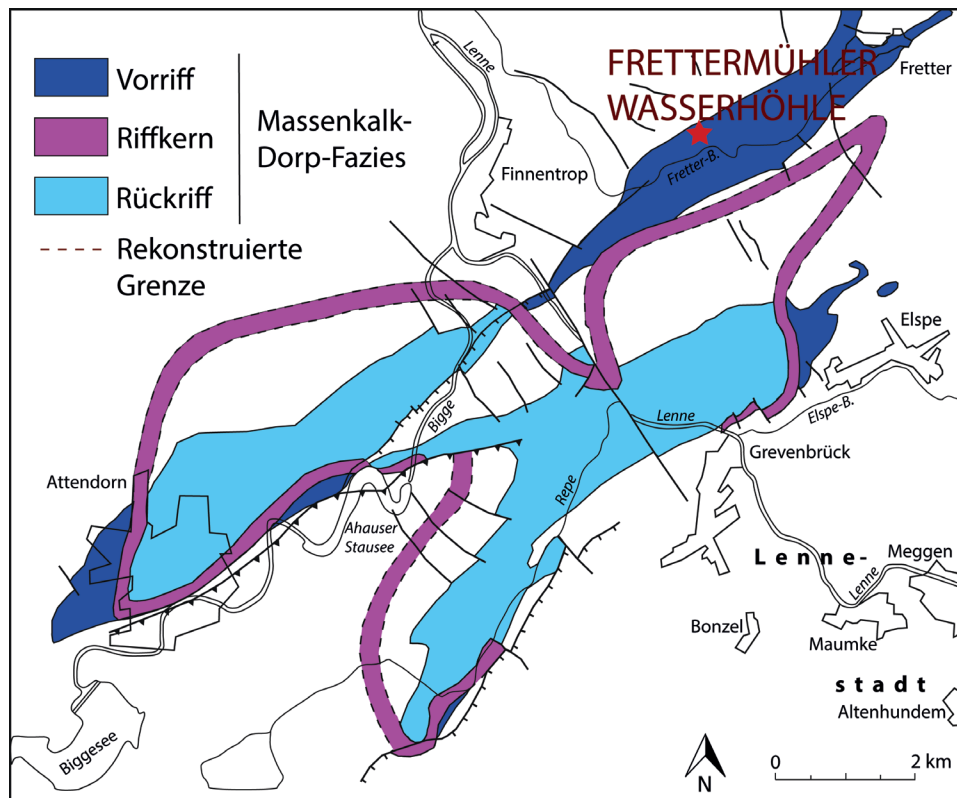 Vorriff
Riffkern
Rückriff
Massenkalk-
Dorp-Fazies
Rekonstruierte
Grenze
Lenne
FRETTERMÜHLER
WASSERHÖHLE
Fretter
Fretter-B.
Finnentrop
Elspe
Elspe-B.
Bigge
Lenne
Grevenbrück
Attendorn
Repe
Ahauser
Stausee
Lenne-
Meggen
Lenne
Bonzel
Maumke
stadt
Altenhundem
Biggesee
N
0 2 km